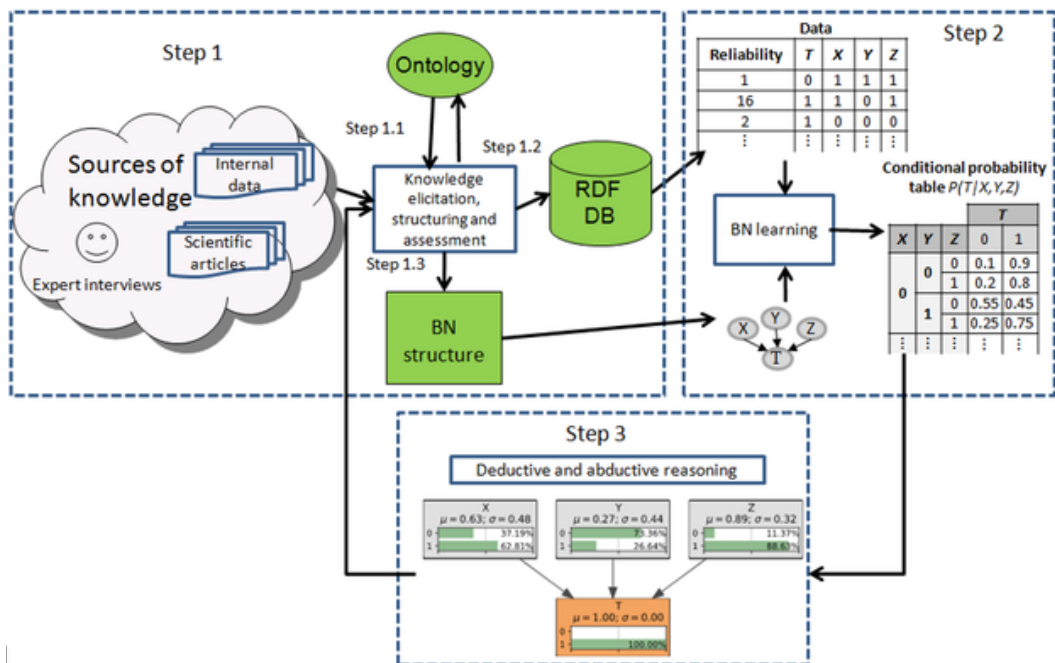 Step 1
Ontology
Step 1.1
Step 1.2
Sources of
knowledge
Internal
data
Scientific
articles
Expert interviews
Knowledge
elicitation,
structuring and
assessment
RDF
DB
Step 1.3
BN
structure
Step 2
Data
Reliability T X Y Z
1 0 1 1 1
16 1 1 0 1
2 1 0 0 0
⋮ ⋮ ⋮ ⋮ ⋮
BN learning
Conditional probability
table P(T|X,Y,Z)
T
X Y Z 0 1
0 0 0 0.1 0.9
1 0.2 0.8
1 0 0.55 0.45
1 0.25 0.75
⋮ ⋮ ⋮ ⋮ ⋮
X Y Z
T
Step 3
Deductive and abductive reasoning
X
μ = 0.63; σ = 0.48
0 37.19%
1 62.81%
Y
μ = 0.27; σ = 0.44
0 73.36%
1 26.64%
Z
μ = 0.89; σ = 0.32
0 11.37%
1 88.63%
T
μ = 1.00; σ = 0.00
0
1 100.00%